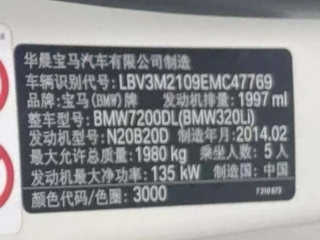 华晨宝马汽车有限公司制造
车辆识别代号: LBV3M2109EMC47769
品牌: 宝马(BMW)牌 发动机排量: 1997 ml
整车型号: BMW7200DL(BMW320Li)
发动机型号: N20B20D 制造年月: 2014.02
最大允许总质量: 1980 kg 乘坐人数: 5 人
发动机最大净功率: 135 kW 制造国: 中国
颜色代码/色圈: 3000